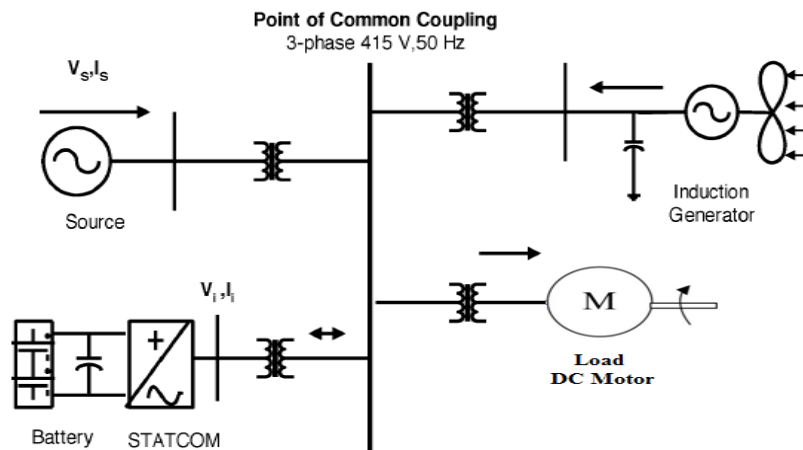 Point of Common Coupling
3-phase 415 V,50 Hz
Vs,Is
Source
Induction
Generator
Vi,Ii
M
Load
DC Motor
Battery
STATCOM